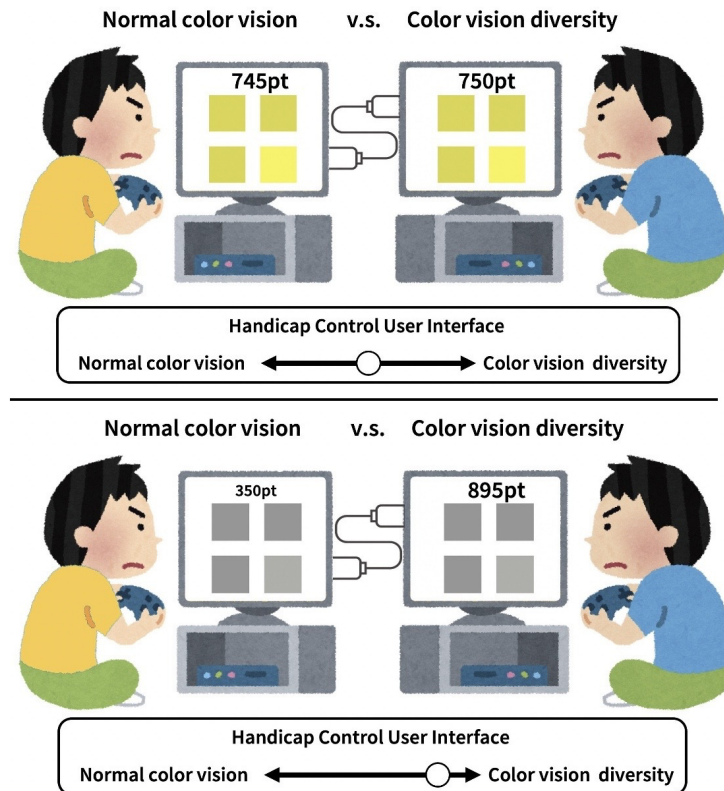 Normal color vision v.s. Color vision diversity
745pt 750pt
Handicap Control User Interface
Normal color vision Color vision diversity
Normal color vision v.s. Color vision diversity
350pt 895pt
Handicap Control User Interface
Normal color vision Color vision diversity